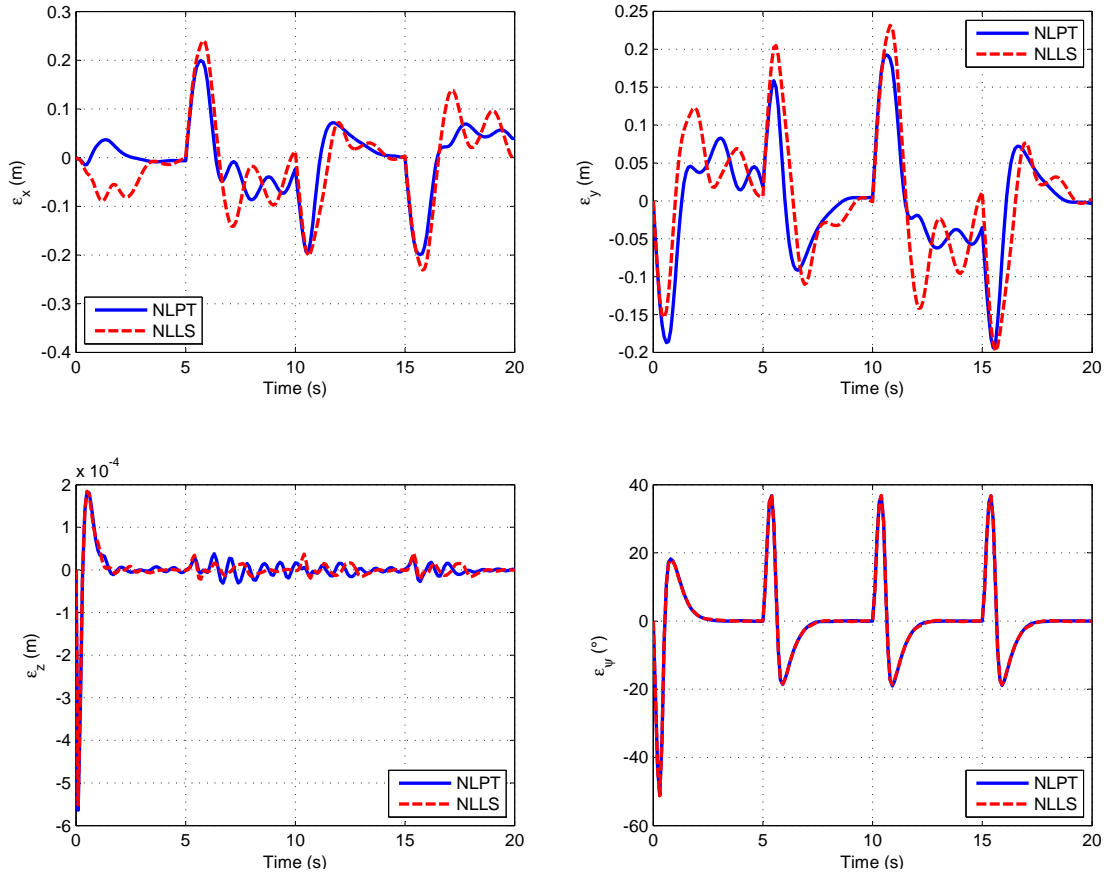 0.3
0.2
0.1
0
-0.1
-0.2
-0.3
-0.4
ε_x (m)
NLPT
NLLS
0 5 10 15 20
Time (s)
0.25
0.2
0.15
0.1
0.05
0
-0.05
-0.1
-0.15
-0.2
ε_y (m)
NLPT
NLLS
0 5 10 15 20
Time (s)
x 10^-4
2
1
0
-1
-2
-3
-4
-5
-6
ε_z (m)
NLPT
NLLS
0 5 10 15 20
Time (s)
40
20
0
-20
-40
-60
ε_ψ (°)
NLPT
NLLS
0 5 10 15 20
Time (s)